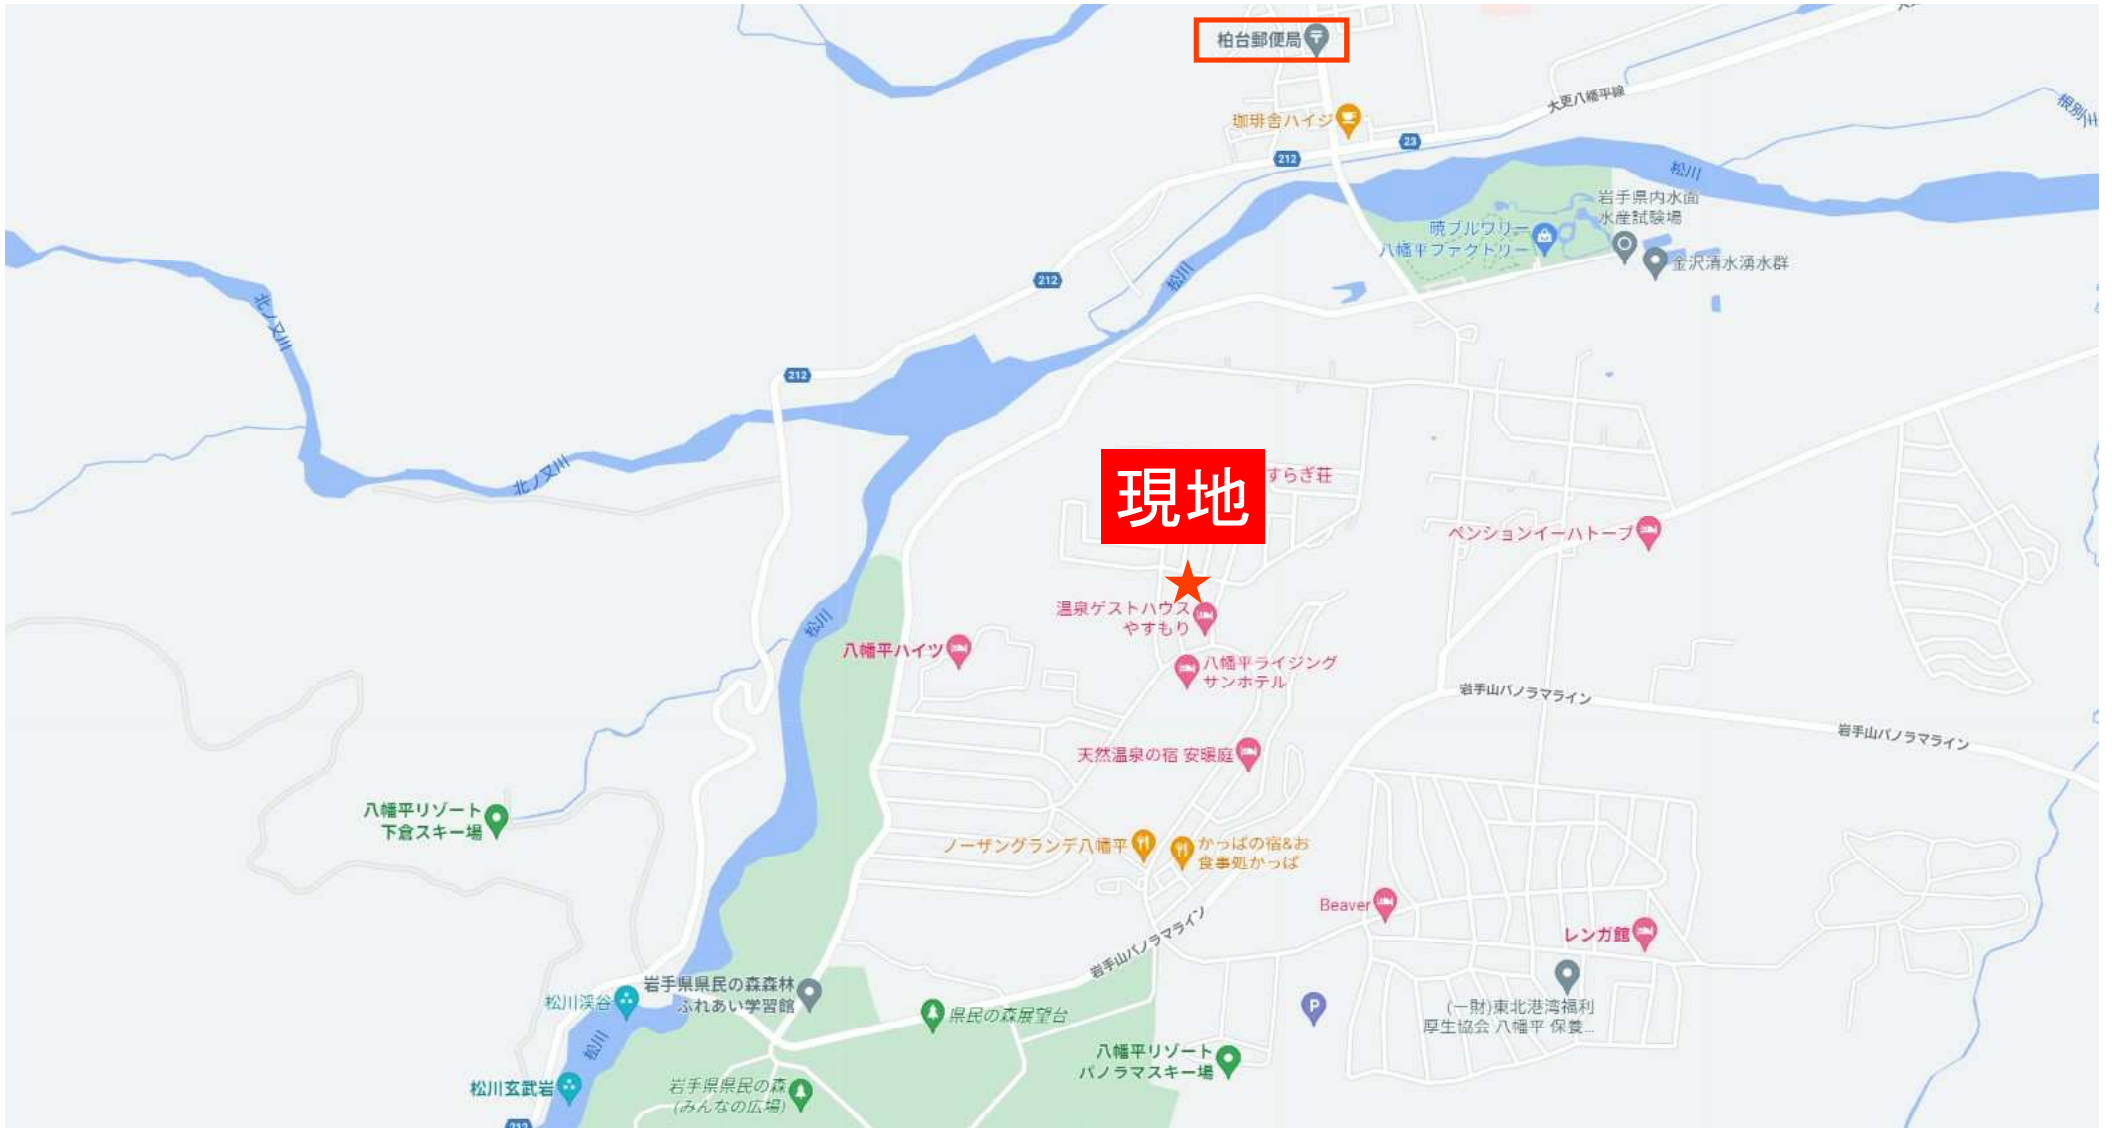 柏台郵便局
珈琲舎ハイジ
大更八幡平線
23
212
松川
岩手県内水面
水産試験場
暁ブルワリー
八幡平ファクトリー
金沢清水湧水群
松川
212
北ノ又川
212
北ノ又川
現地
すらぎ荘
ペンションイーハトーブ
温泉ゲストハウス
やすもり
松川
八幡平ハイツ
八幡平ライジング
サンホテル
岩手山パノラマライン
岩手山パノラマライン
天然温泉の宿 安暖庭
八幡平リゾート
下倉スキー場
ノーザングランデ八幡平
かっぱの宿&お
食事処かっぱ
Beaver
レンガ館
岩手山パノラマライン
岩手県県民の森森林
ふれあい学習館
松川渓谷
県民の森展望台
P
(一財)東北港湾福利
厚生協会 八幡平 保養...
松川
八幡平リゾート
パノラマスキー場
松川玄武岩
岩手県県民の森
(みんなの広場)
212